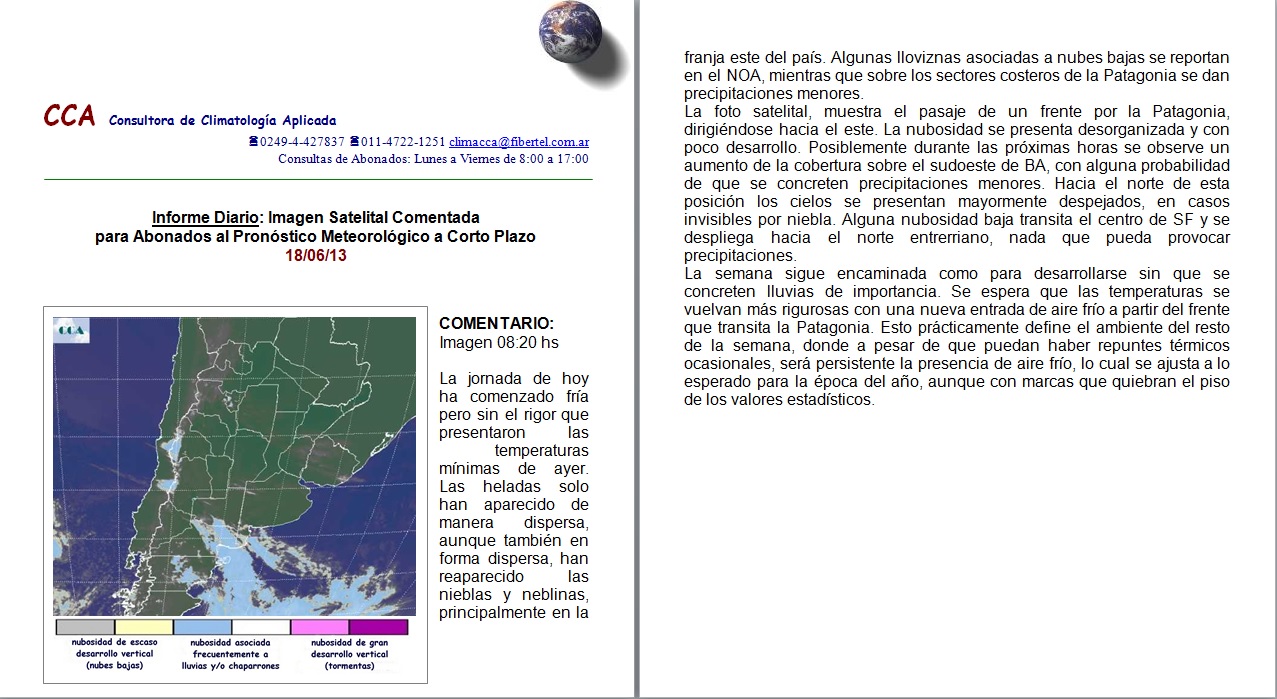 CCA Consultora de Climatología Aplicada
☎0249-4-427837 ☎011-4722-1251 climacca@fibertel.com.ar
Consultas de Abonados: Lunes a Viernes de 8:00 a 17:00
Informe Diario: Imagen Satelital Comentada
para Abonados al Pronóstico Meteorológico a Corto Plazo
18/06/13
CCA
nubosidad de escaso
desarrollo vertical
(nubes bajas)
nubosidad asociada
frecuentemente a
lluvias y/o chaparrones
nubosidad de gran
desarrollo vertical
(tormentas)
COMENTARIO:
Imagen 08:20 hs
La jornada de hoy
ha comenzado fría
pero sin el rigor que
presentaron las
temperaturas
mínimas de ayer.
Las heladas solo
han aparecido de
manera dispersa,
aunque también en
forma dispersa, han
reaparecido las
nieblas y neblinas,
principalmente en la
franja este del país. Algunas lloviznas asociadas a nubes bajas se reportan
en el NOA, mientras que sobre los sectores costeros de la Patagonia se dan
precipitaciones menores.
La foto satelital, muestra el pasaje de un frente por la Patagonia,
dirigiéndose hacia el este. La nubosidad se presenta desorganizada y con
poco desarrollo. Posiblemente durante las próximas horas se observe un
aumento de la cobertura sobre el sudoeste de BA, con alguna probabilidad
de que se concreten precipitaciones menores. Hacia el norte de esta
posición los cielos se presentan mayormente despejados, en casos
invisibles por niebla. Alguna nubosidad baja transita el centro de SF y se
despliega hacia el norte entrerriano, nada que pueda provocar
precipitaciones.
La semana sigue encaminada como para desarrollarse sin que se
concreten lluvias de importancia. Se espera que las temperaturas se
vuelvan más rigurosas con una nueva entrada de aire frío a partir del frente
que transita la Patagonia. Esto prácticamente define el ambiente del resto
de la semana, donde a pesar de que puedan haber repuntes térmicos
ocasionales, será persistente la presencia de aire frío, lo cual se ajusta a lo
esperado para la época del año, aunque con marcas que quiebran el piso
de los valores estadísticos.